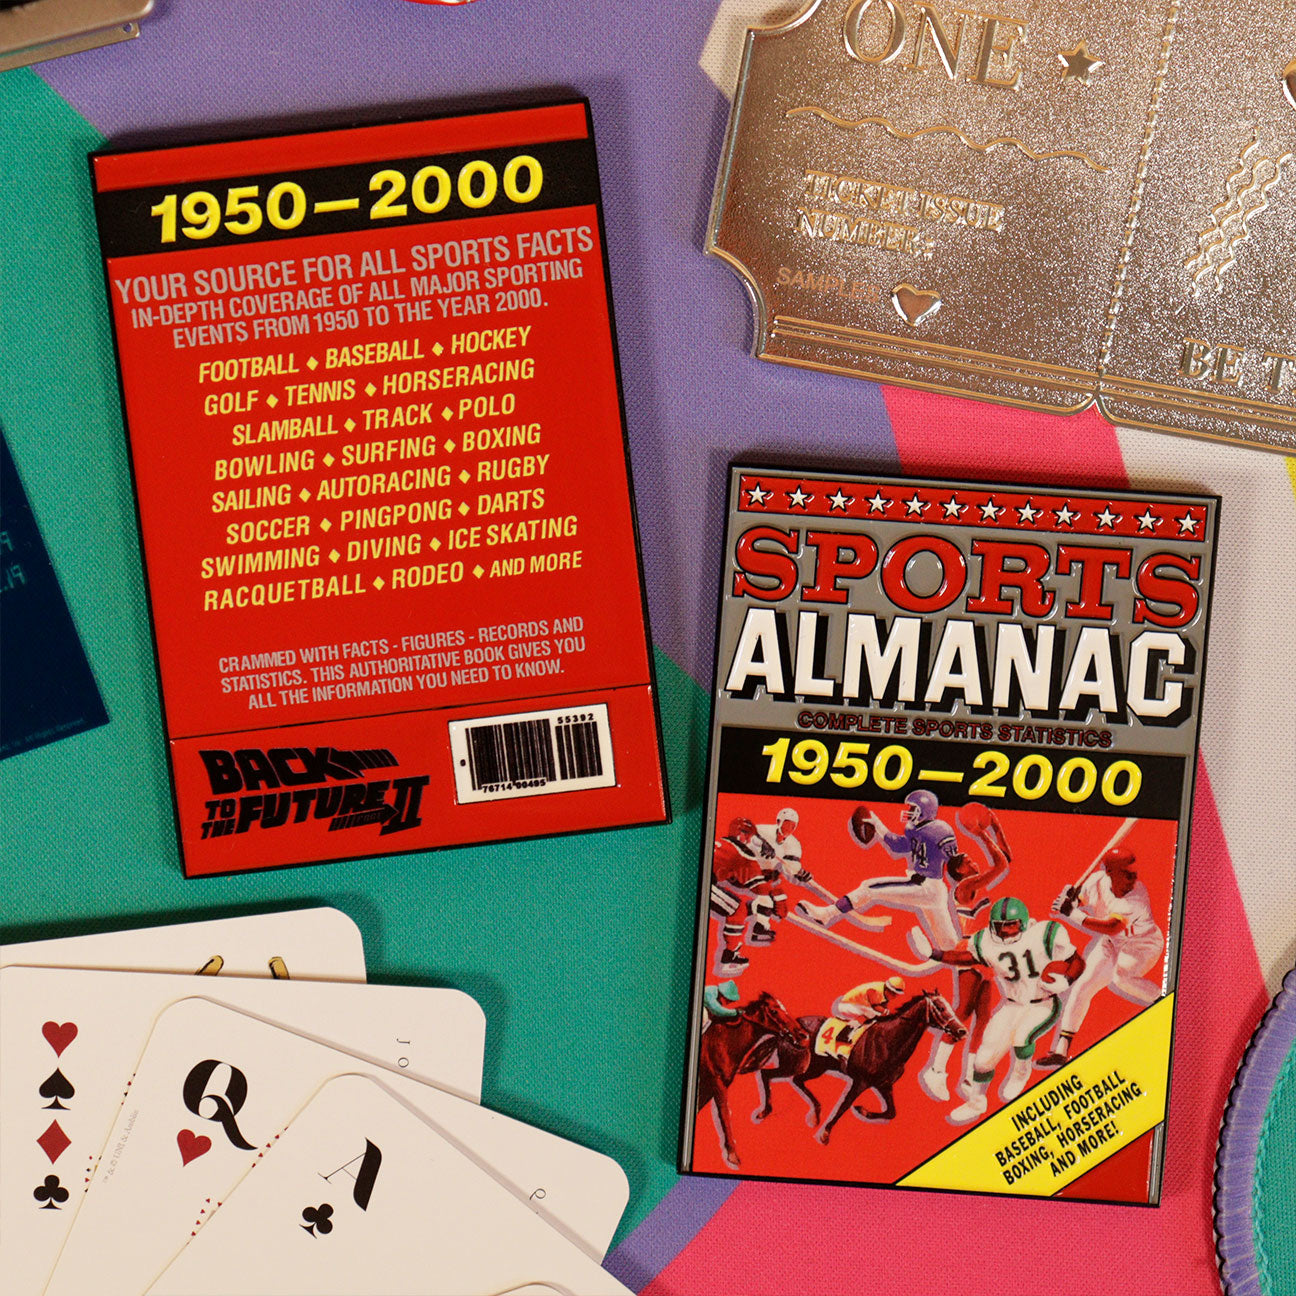 1950–2000
YOUR SOURCE FOR ALL SPORTS FACTS
IN-DEPTH COVERAGE OF ALL MAJOR SPORTING
EVENTS FROM 1950 TO THE YEAR 2000.
FOOTBALL ♦ BASEBALL ♦ HOCKEY
GOLF ♦ TENNIS ♦ HORSERACING
SLAMBALL ♦ TRACK ♦ POLO
BOWLING ♦ SURFING ♦ BOXING
SAILING ♦ AUTORACING ♦ RUGBY
SOCCER ♦ PINGPONG ♦ DARTS
SWIMMING ♦ DIVING ♦ ICE SKATING
RACQUETBALL ♦ RODEO ♦ AND MORE
CRAMMED WITH FACTS - FIGURES - RECORDS AND
STATISTICS. THIS AUTHORITATIVE BOOK GIVES YOU
ALL THE INFORMATION YOU NEED TO KNOW.
BACK
TO THE FUTURE II
55392
76714 00495
ONE
TICKET ISSUE
NUMBER:
SAMPLE
BE T
SPORTS
ALMANAC
COMPLETE SPORTS STATISTICS
1950–2000
84
31
4
INCLUDING
BASEBALL, FOOTBALL
BOXING, HORSERACING
AND MORE!
Q
A
J O
Q